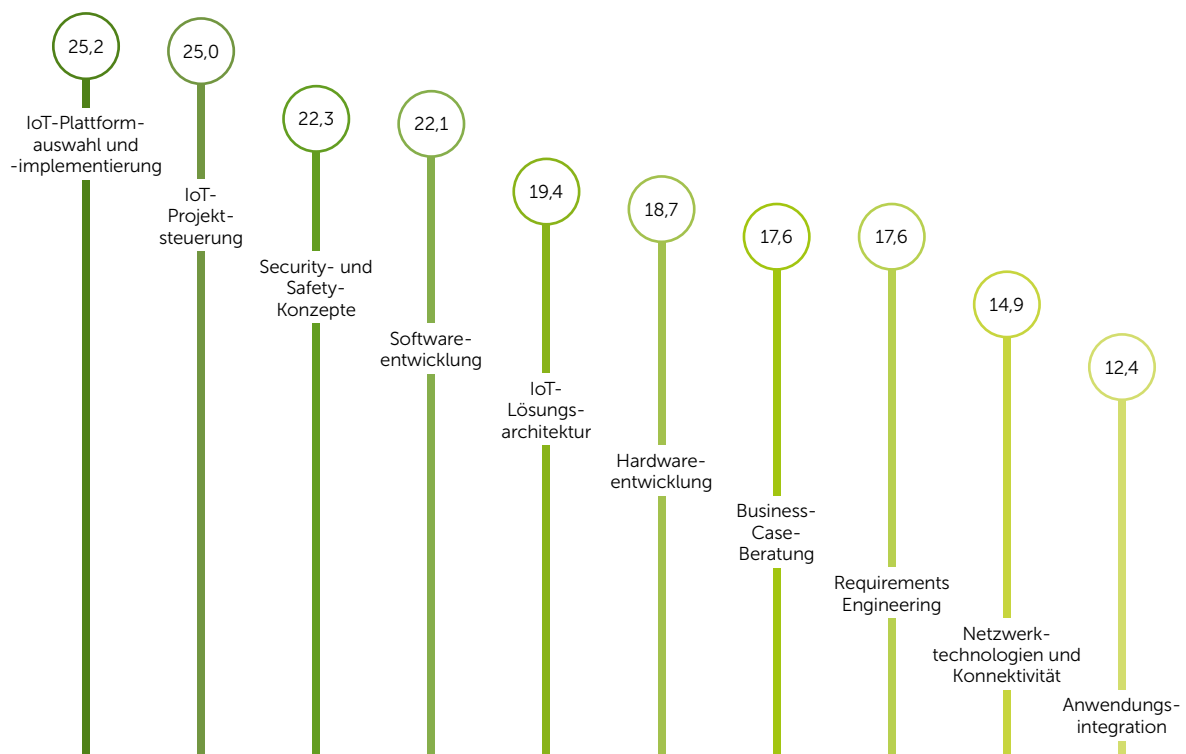 25,2
IoT-Plattform-
auswahl und
-implementierung
25,0
IoT-
Projekt-
steuerung
22,3
Security- und
Safety-
Konzepte
22,1
Software-
entwicklung
19,4
IoT-
Lösungs-
architektur
18,7
Hardware-
entwicklung
17,6
Business-
Case-
Beratung
17,6
Requirements
Engineering
14,9
Netzwerk-
technologien und
Konnektivität
12,4
Anwendungs-
integration